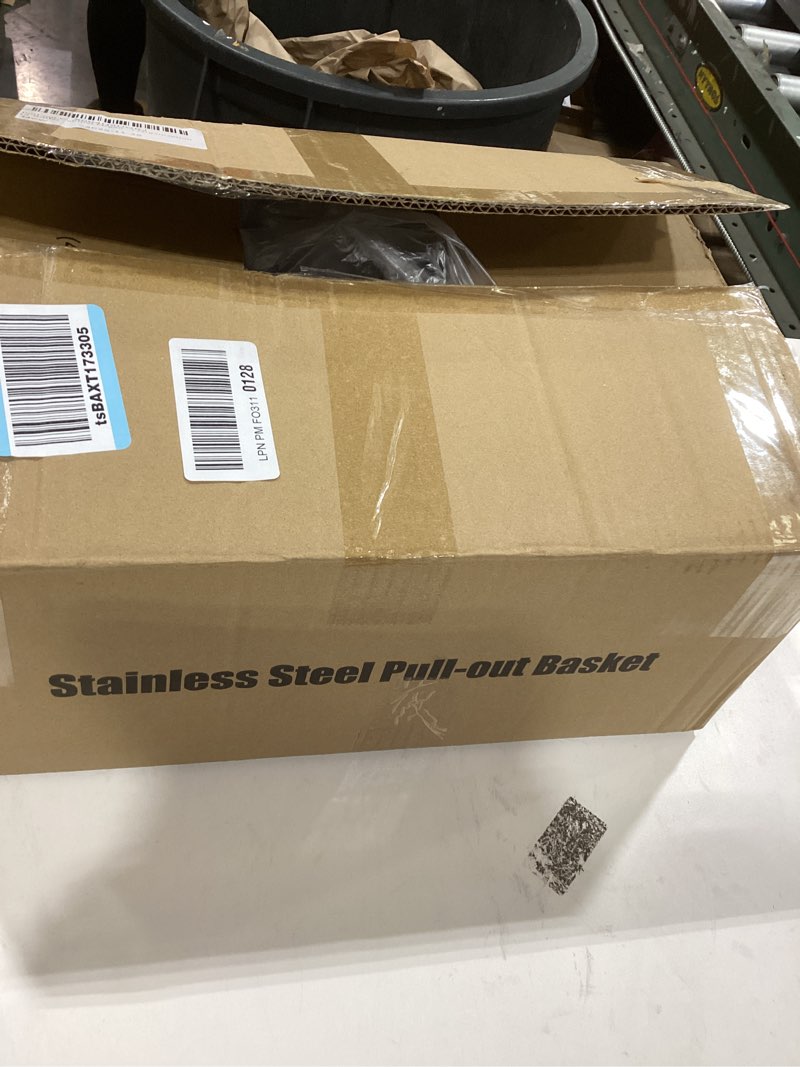 tsBAXT173305
LPN PM FO311 0128
Stainless Steel Pull-out Basket